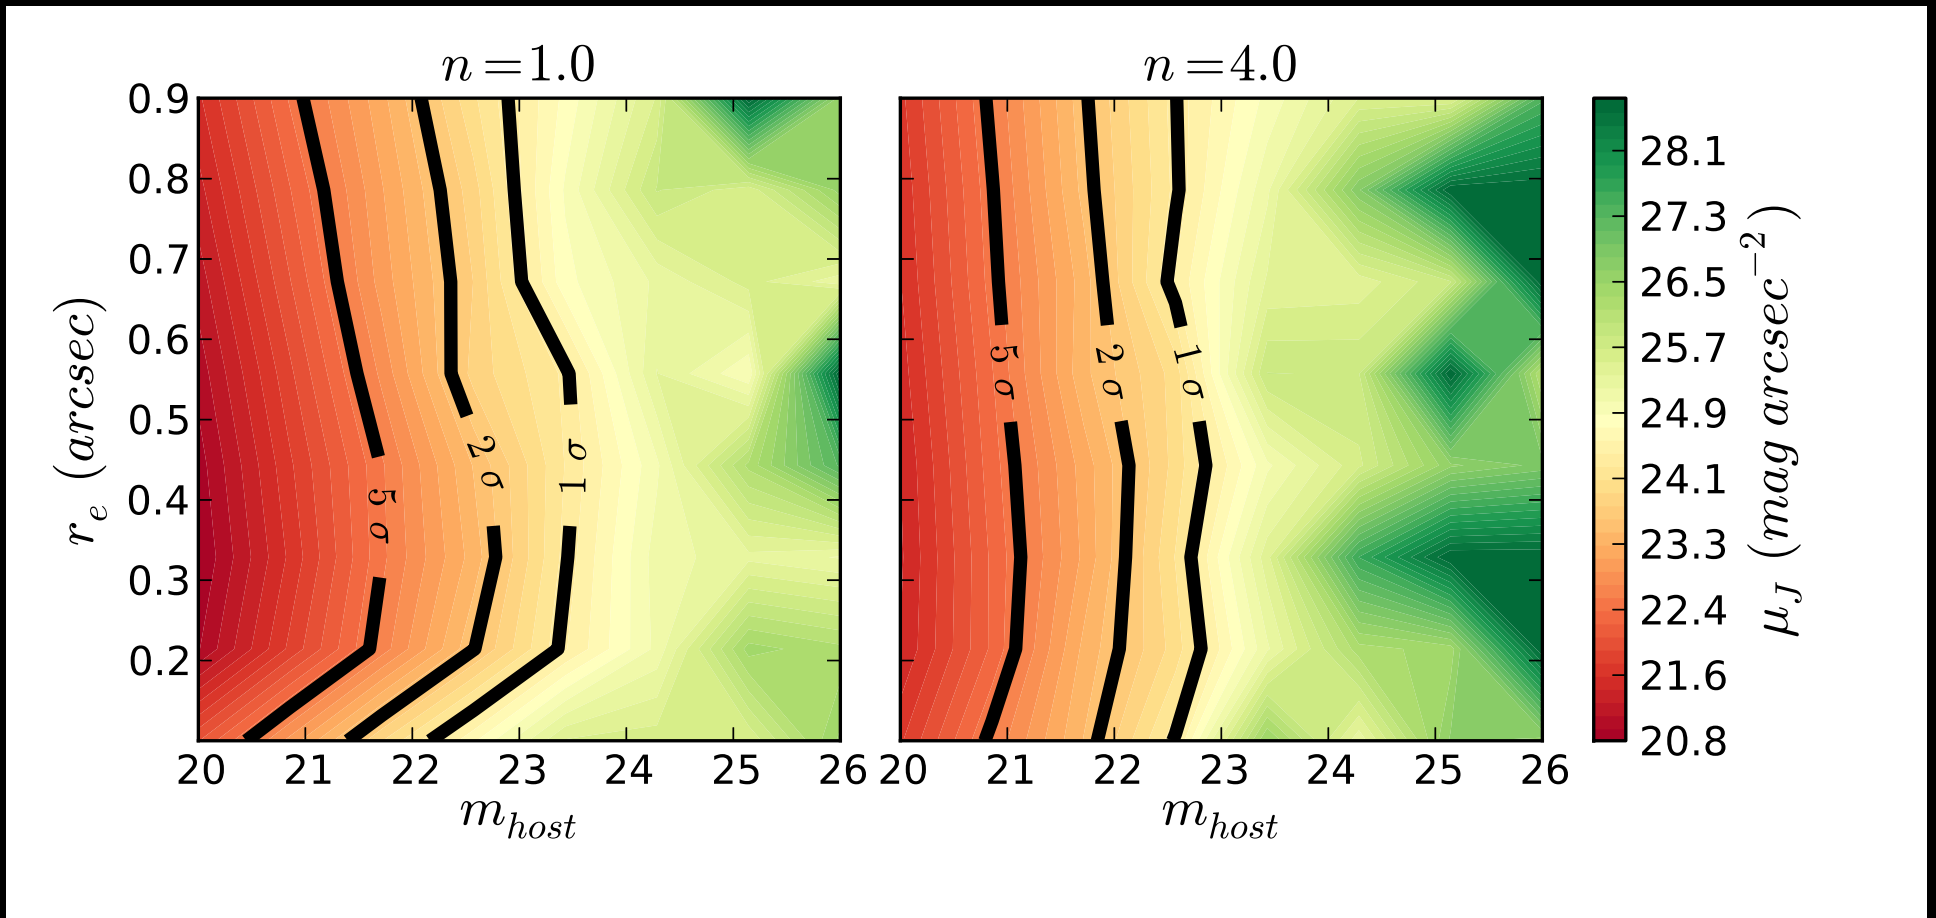 n=1.0
n=4.0
r_e (arcsec)
0.9
0.8
0.7
0.6
0.5
0.4
0.3
0.2
5 σ
2 σ
1 σ
5 σ
2 σ
1 σ
20 21 22 23 24 25 26
20 21 22 23 24 25 26
m_host
m_host
28.1
27.3
26.5
25.7
24.9
24.1
23.3
22.4
21.6
20.8
μ_J (mag arcsec⁻²)